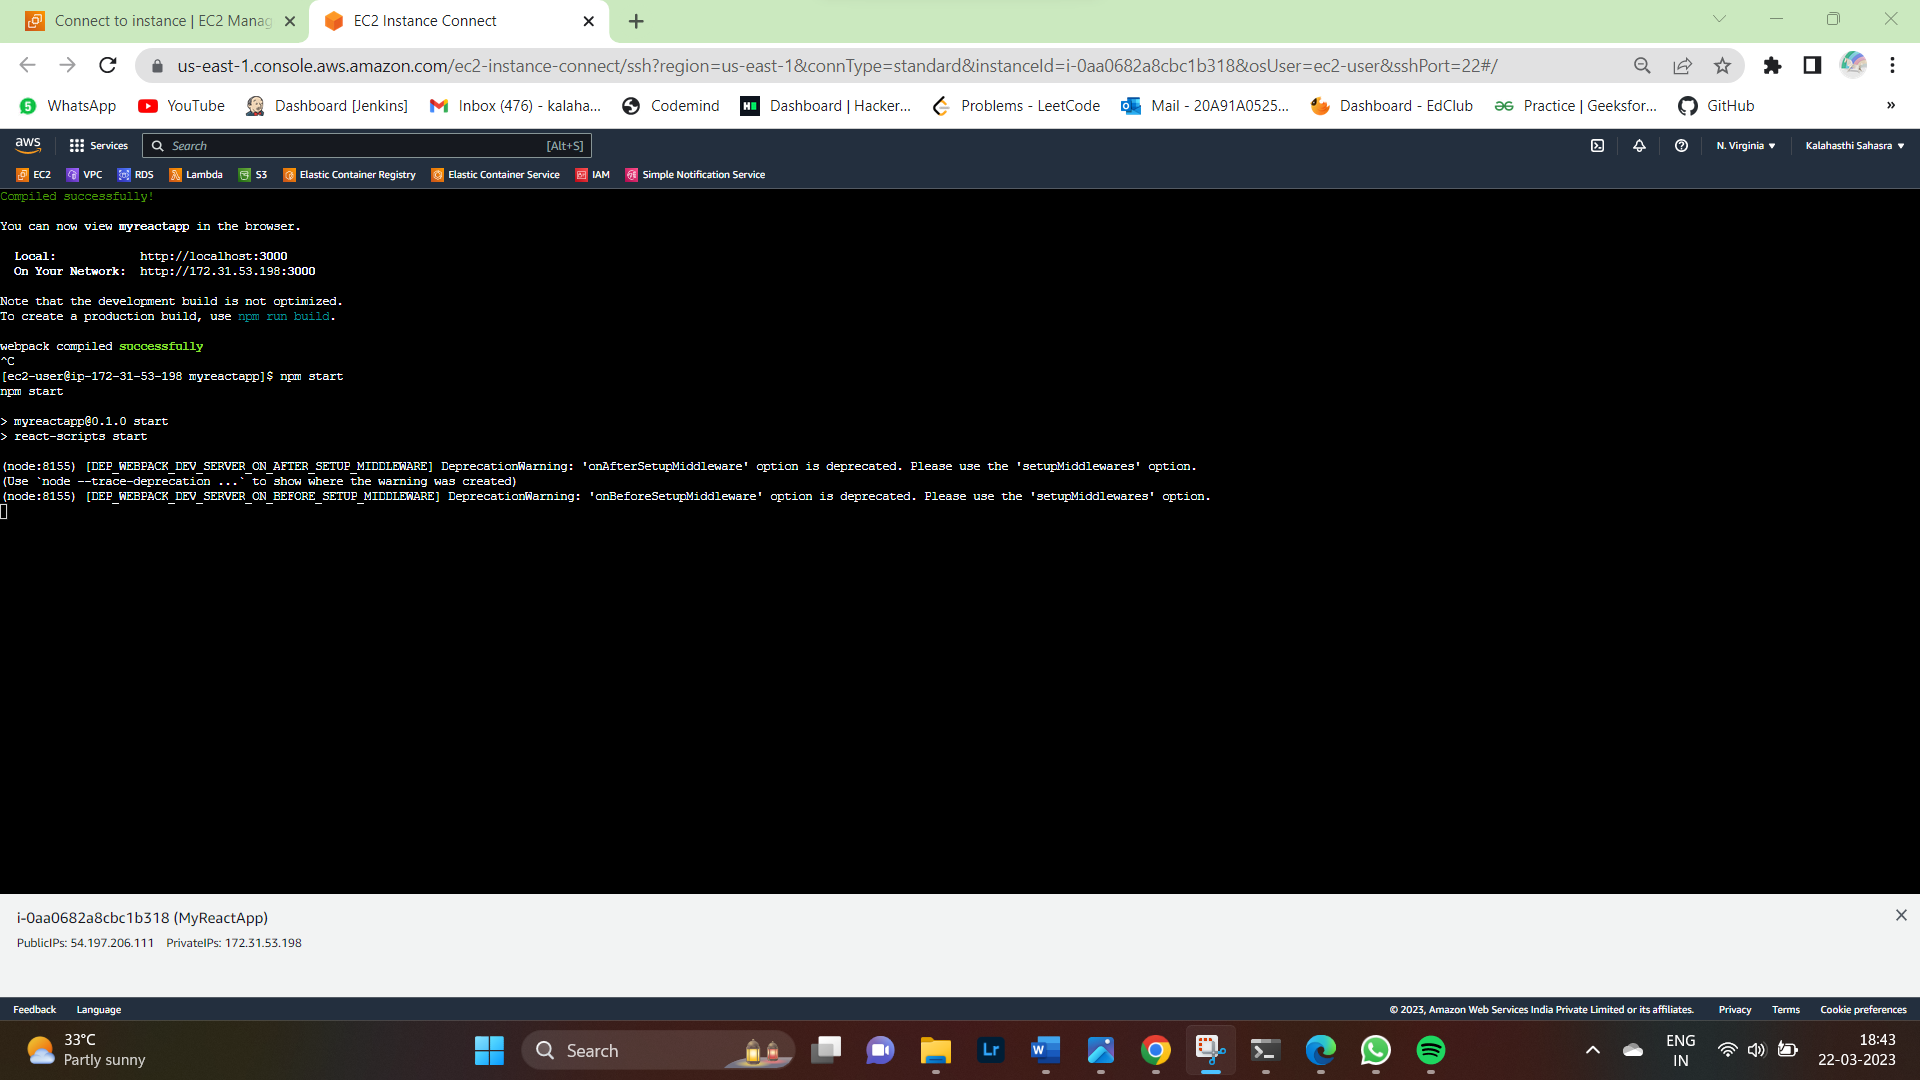 Connect to instance | EC2 Manag
EC2 Instance Connect
us-east-1.console.aws.amazon.com/ec2-instance-connect/ssh?region=us-east-1&connType=standard&instanceId=i-0aa0682a8cbc1b318&osUser=ec2-user&sshPort=22#/
WhatsApp YouTube Dashboard [Jenkins] Inbox (476) - kalaha... Codemind Dashboard | Hacker... Problems - LeetCode Mail - 20A91A0525... Dashboard - EdClub Practice | Geeksfor... GitHub »
aws Services Search [Alt+S] N. Virginia Kalahasthi Sahasra
EC2 VPC RDS Lambda S3 Elastic Container Registry Elastic Container Service IAM Simple Notification Service
Compiled successfully!
You can now view myreactapp in the browser.
Local: http://localhost:3000
On Your Network: http://172.31.53.198:3000
Note that the development build is not optimized.
To create a production build, use npm run build.
webpack compiled successfully
^C
[ec2-user@ip-172-31-53-198 myreactapp]$ npm start
npm start
> myreactapp@0.1.0 start
> react-scripts start
(node:8155) [DEP_WEBPACK_DEV_SERVER_ON_AFTER_SETUP_MIDDLEWARE] DeprecationWarning: 'onAfterSetupMiddleware' option is deprecated. Please use the 'setupMiddlewares' option.
(Use `node --trace-deprecation ...` to show where the warning was created)
(node:8155) [DEP_WEBPACK_DEV_SERVER_ON_BEFORE_SETUP_MIDDLEWARE] DeprecationWarning: 'onBeforeSetupMiddleware' option is deprecated. Please use the 'setupMiddlewares' option.
i-0aa0682a8cbc1b318 (MyReactApp)
PublicIPs: 54.197.206.111 PrivateIPs: 172.31.53.198
Feedback Language © 2023, Amazon Web Services India Private Limited or its affiliates. Privacy Terms Cookie preferences
33°C
Partly sunny
Search
Lr
ENG
IN
18:43
22-03-2023